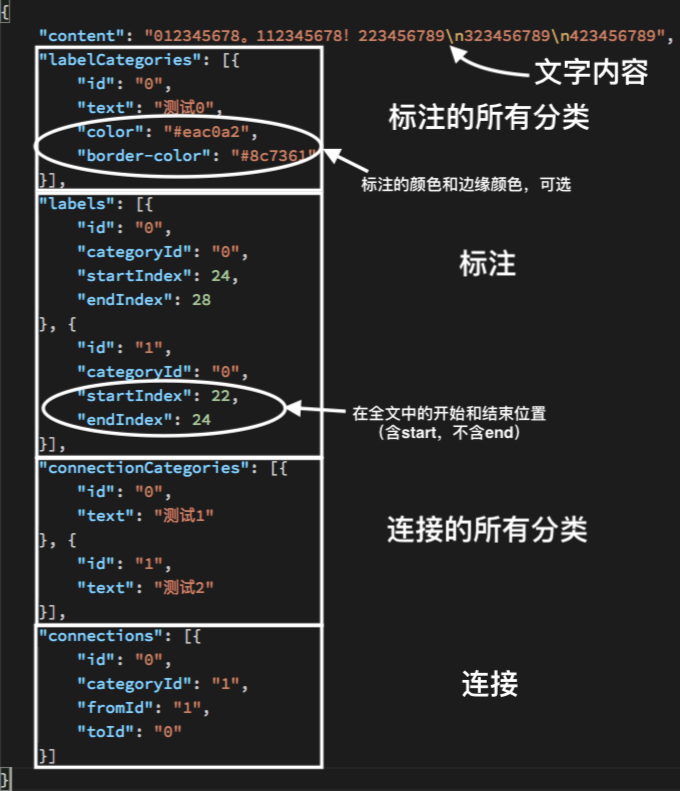 {
"content": "012345678。112345678! 223456789\n323456789\n423456789",
文字内容
"labelCategories": [{
"id": "0",
"text": "测试0",
标注的所有分类
"color": "#eac0a2",
"border-color": "#8c7361"
标注的颜色和边缘颜色，可选
}],
"labels": [{
"id": "0",
"categoryId": "0",
标注
"startIndex": 24,
"endIndex": 28
}, {
"id": "1",
"categoryId": "0",
"startIndex": 22,
"endIndex": 24
在全文中的开始和结束位置
（含start，不含end）
}],
"connectionCategories": [{
"id": "0",
"text": "测试1"
连接的所有分类
}, {
"id": "1",
"text": "测试2"
}],
"connections": [{
"id": "0",
"categoryId": "1",
连接
"fromId": "1",
"toId": "0"
}]
}